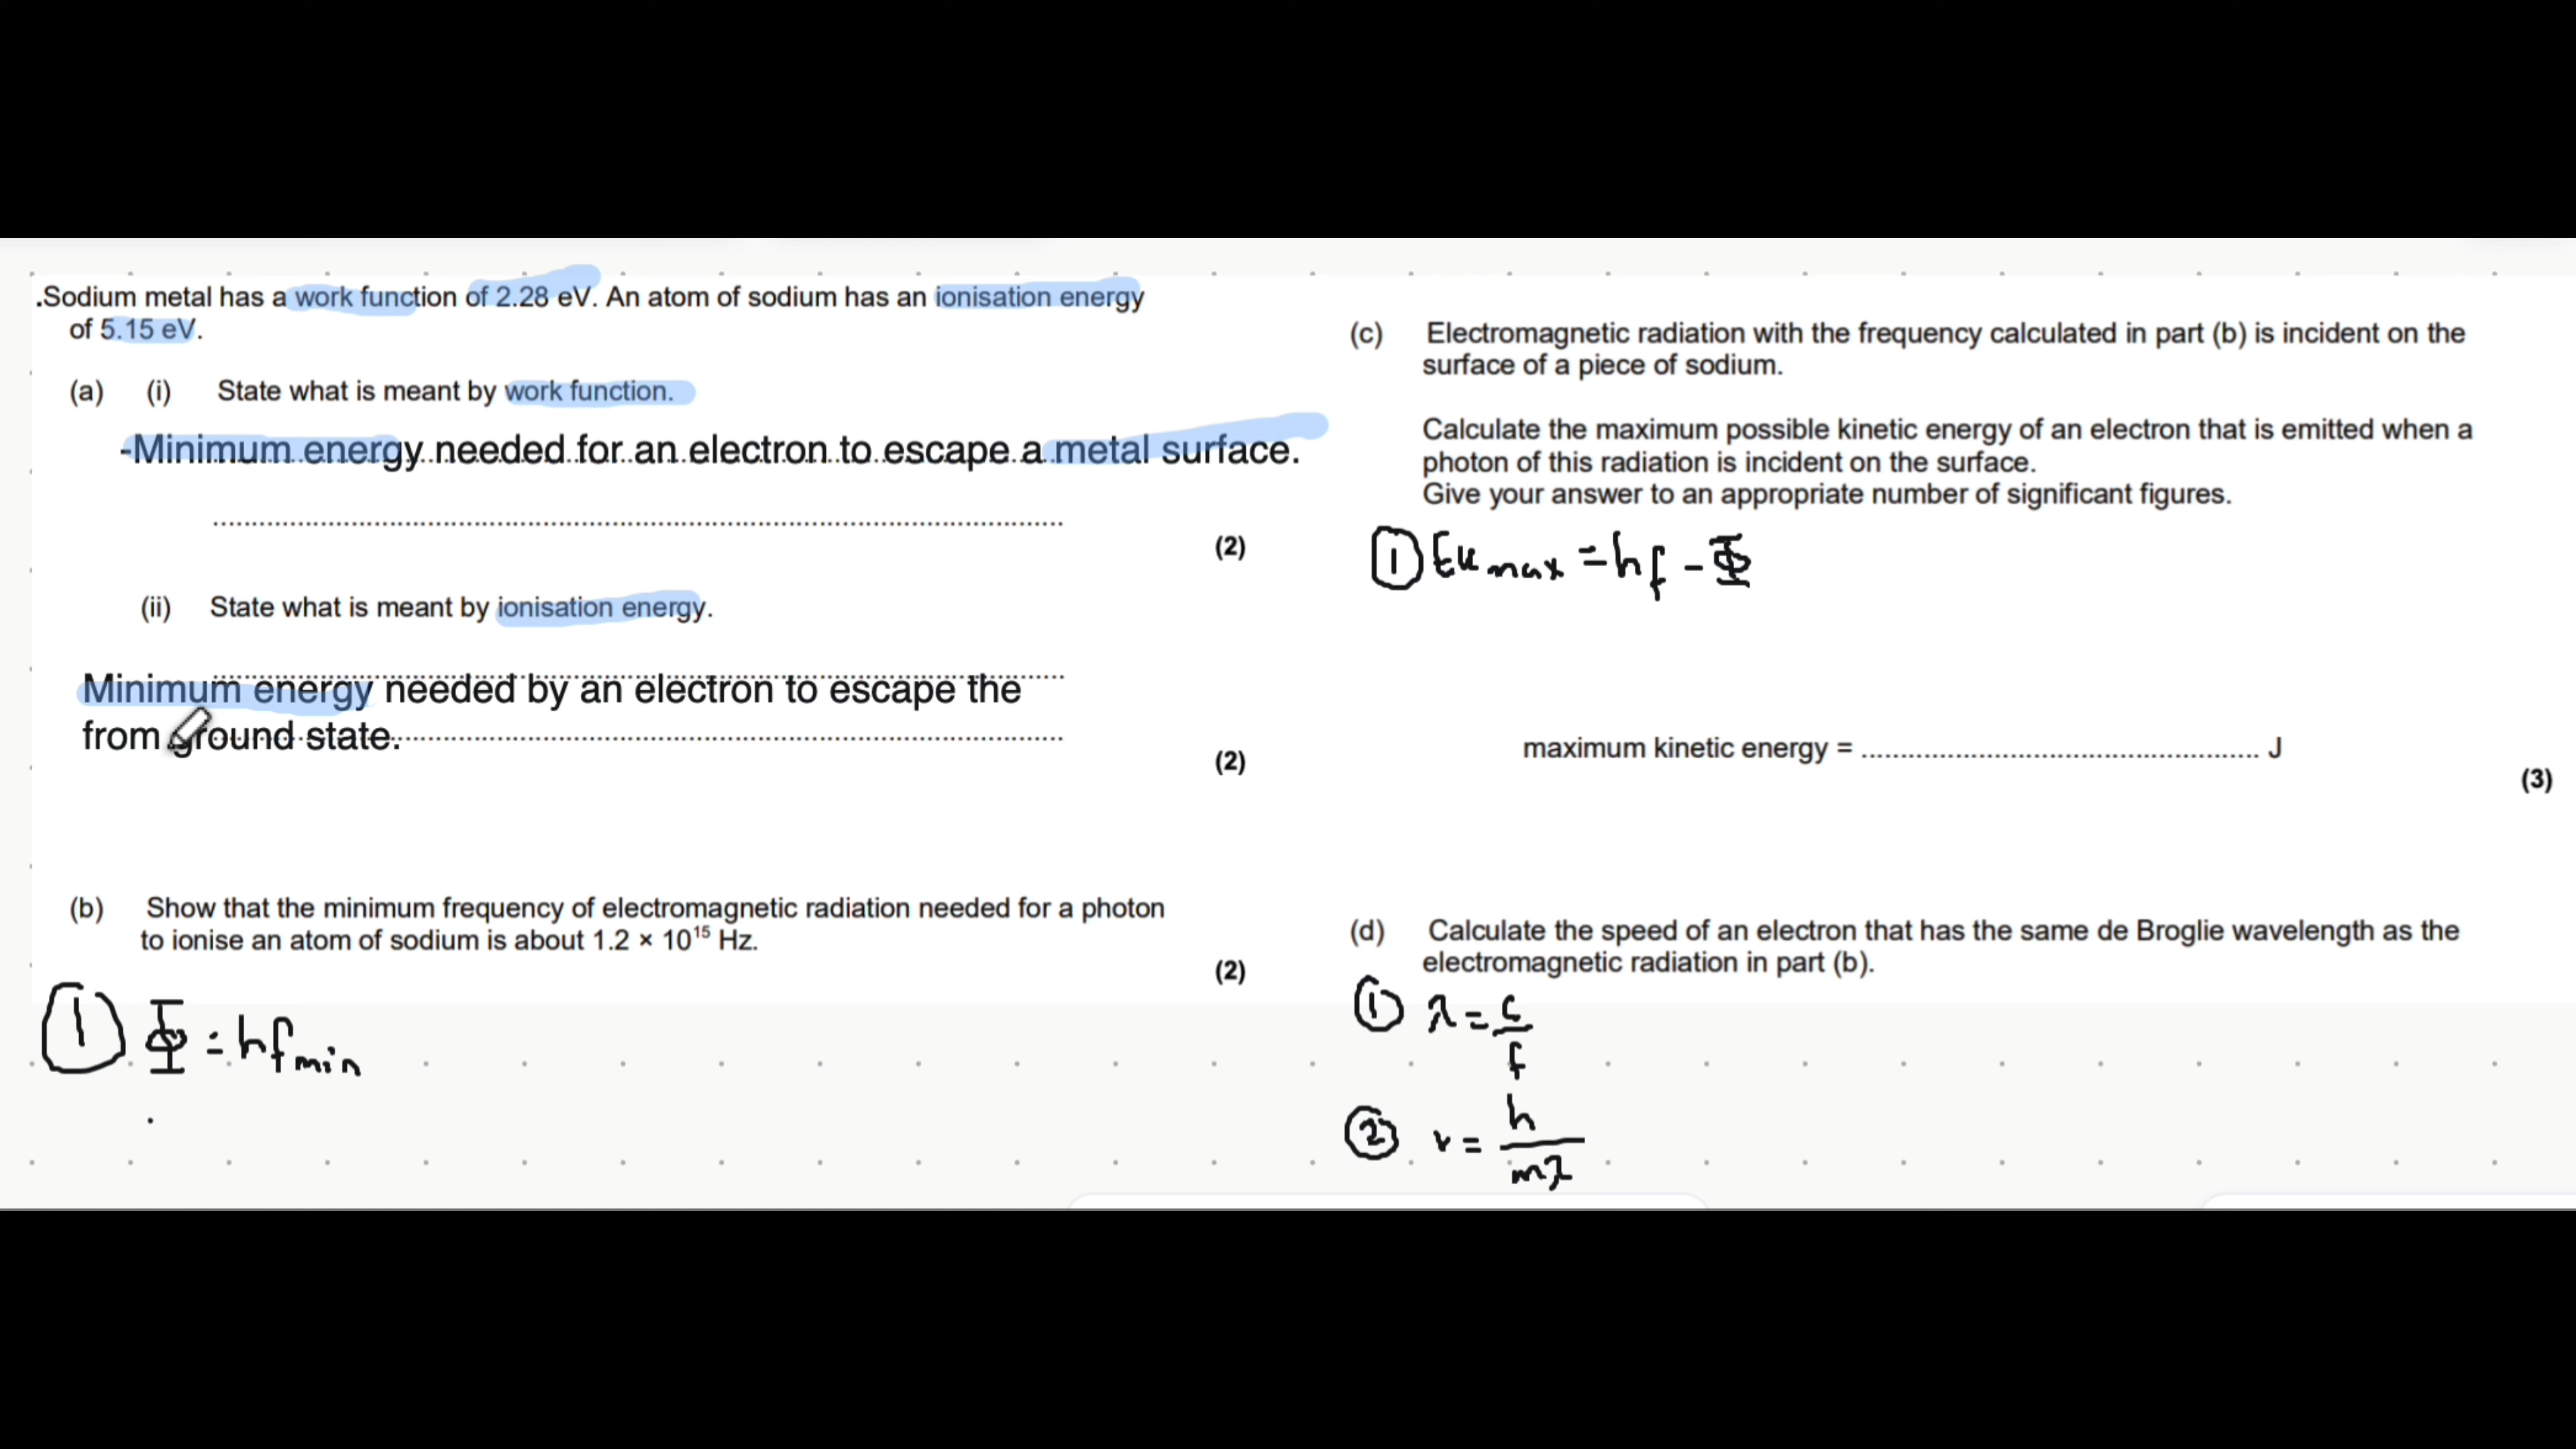 .Sodium metal has a work function of 2.28 eV. An atom of sodium has an ionisation energy
of 5.15 eV.
(a) (i) State what is meant by work function.
-Minimum energy needed for an electron to escape a metal surface.
(2)
(ii) State what is meant by ionisation energy.
Minimum energy needed by an electron to escape the
from ground state.
(2)
(b) Show that the minimum frequency of electromagnetic radiation needed for a photon
to ionise an atom of sodium is about 1.2 × 10¹⁵ Hz.
(2)
① Φ = hf min
(c) Electromagnetic radiation with the frequency calculated in part (b) is incident on the
surface of a piece of sodium.
Calculate the maximum possible kinetic energy of an electron that is emitted when a
photon of this radiation is incident on the surface.
Give your answer to an appropriate number of significant figures.
① Ek max = hf - Φ
maximum kinetic energy = .................................................... J
(3)
(d) Calculate the speed of an electron that has the same de Broglie wavelength as the
electromagnetic radiation in part (b).
① λ = c/f
② v = h/mλ